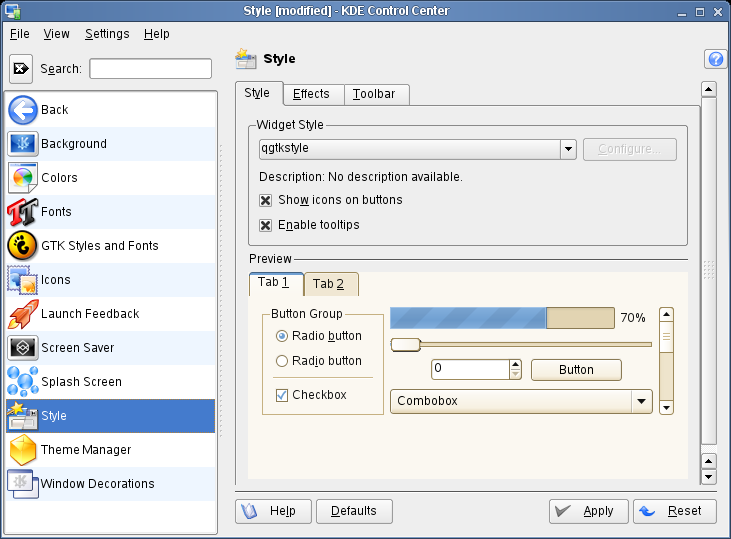 Style [modified] - KDE Control Center
File View Settings Help
Search:
Back
Background
Colors
Fonts
GTK Styles and Fonts
Icons
Launch Feedback
Screen Saver
Splash Screen
Style
Theme Manager
Window Decorations
Style
Style Effects Toolbar
Widget Style
qgtkstyle Configure...
Description: No description available.
Show icons on buttons
Enable tooltips
Preview
Tab 1 Tab 2
Button Group
Radio button
Radio button
Checkbox
70%
0 Button
Combobox
Help Defaults Apply Reset